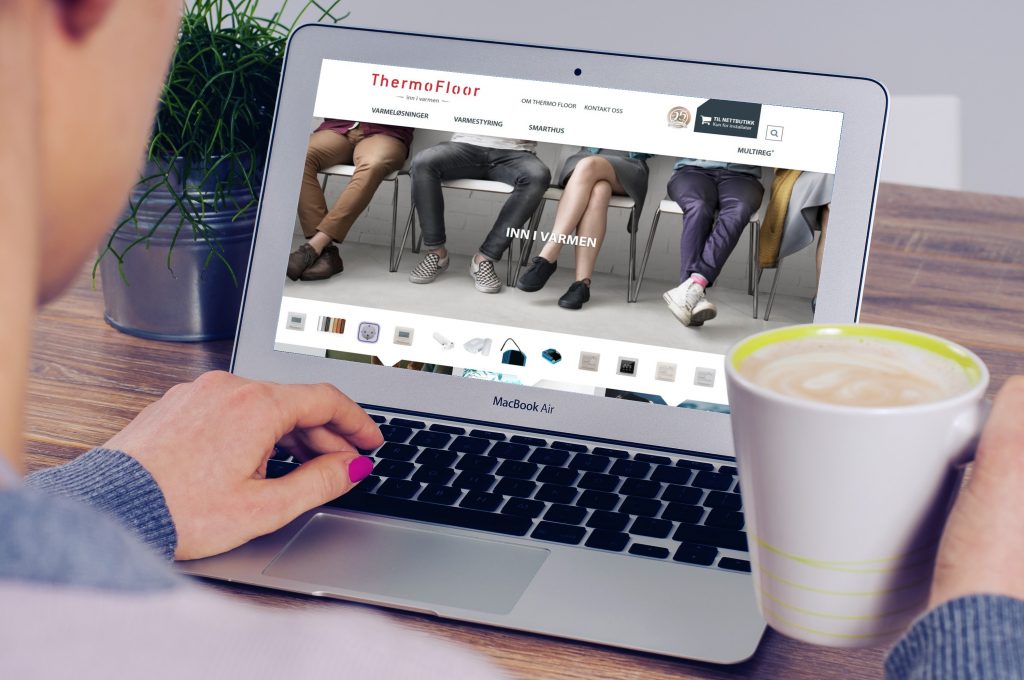 ThermoFloor
inn i varmen
OM THERMO FLOOR KONTAKT OSS
TIL NETTBUTIKK
Kun for installatør
VARMELØSNINGER VARMESTYRING SMARTHUS MULTIREG®
INN I VARMEN
MacBook Air